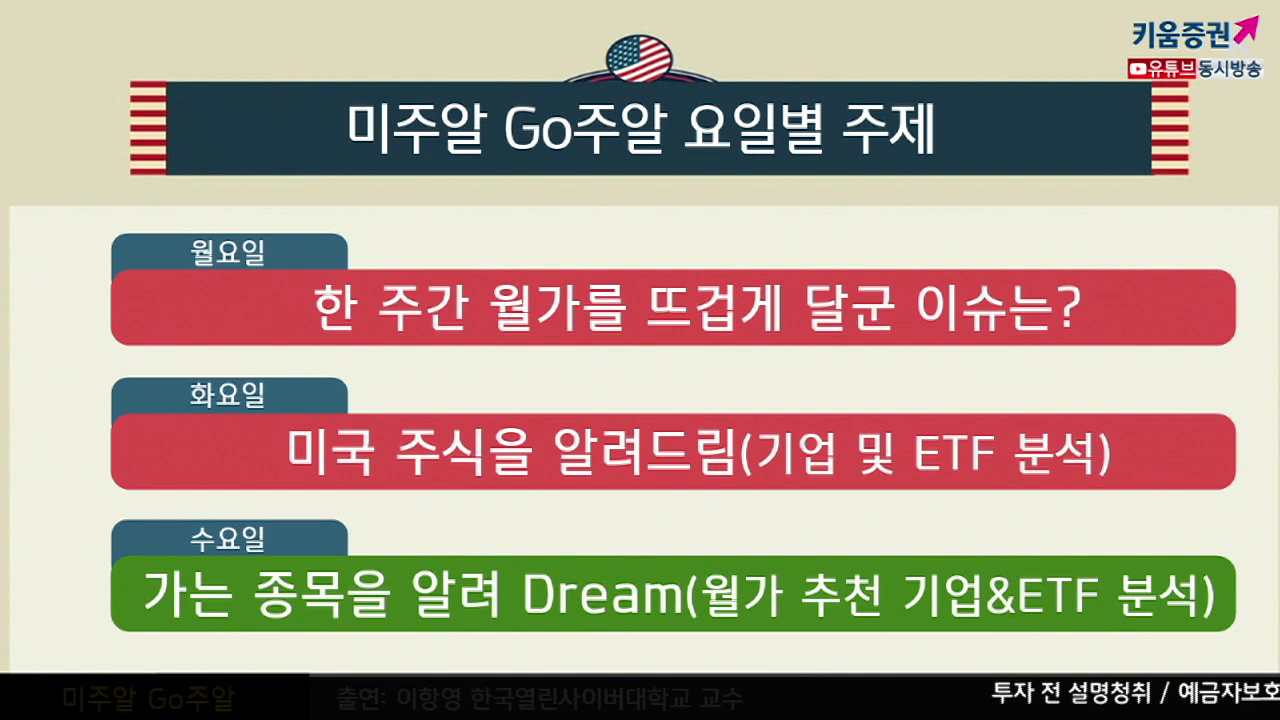 키움증권
유튜브 동시방송
미주알 Go주알 요일별 주제
월요일
한 주간 월가를 뜨겁게 달군 이슈는?
화요일
미국 주식을 알려드림(기업 및 ETF 분석)
수요일
가는 종목을 알려 Dream(월가 추천 기업&ETF 분석)
미주알 Go주알
출연: 이항영 한국열린사이버대학교 교수
투자 전 설명청취 / 예금자보호